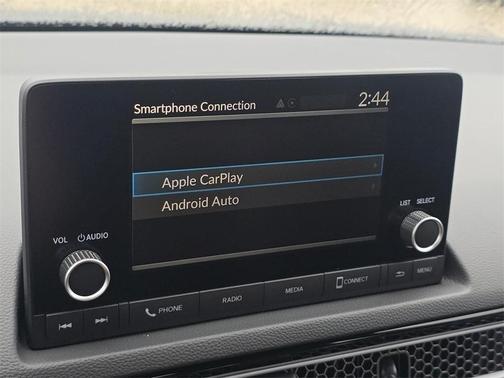 Smartphone Connection 2:44
Apple CarPlay
Android Auto
VOL AUDIO
LIST SELECT
PHONE RADIO MEDIA CONNECT MENU